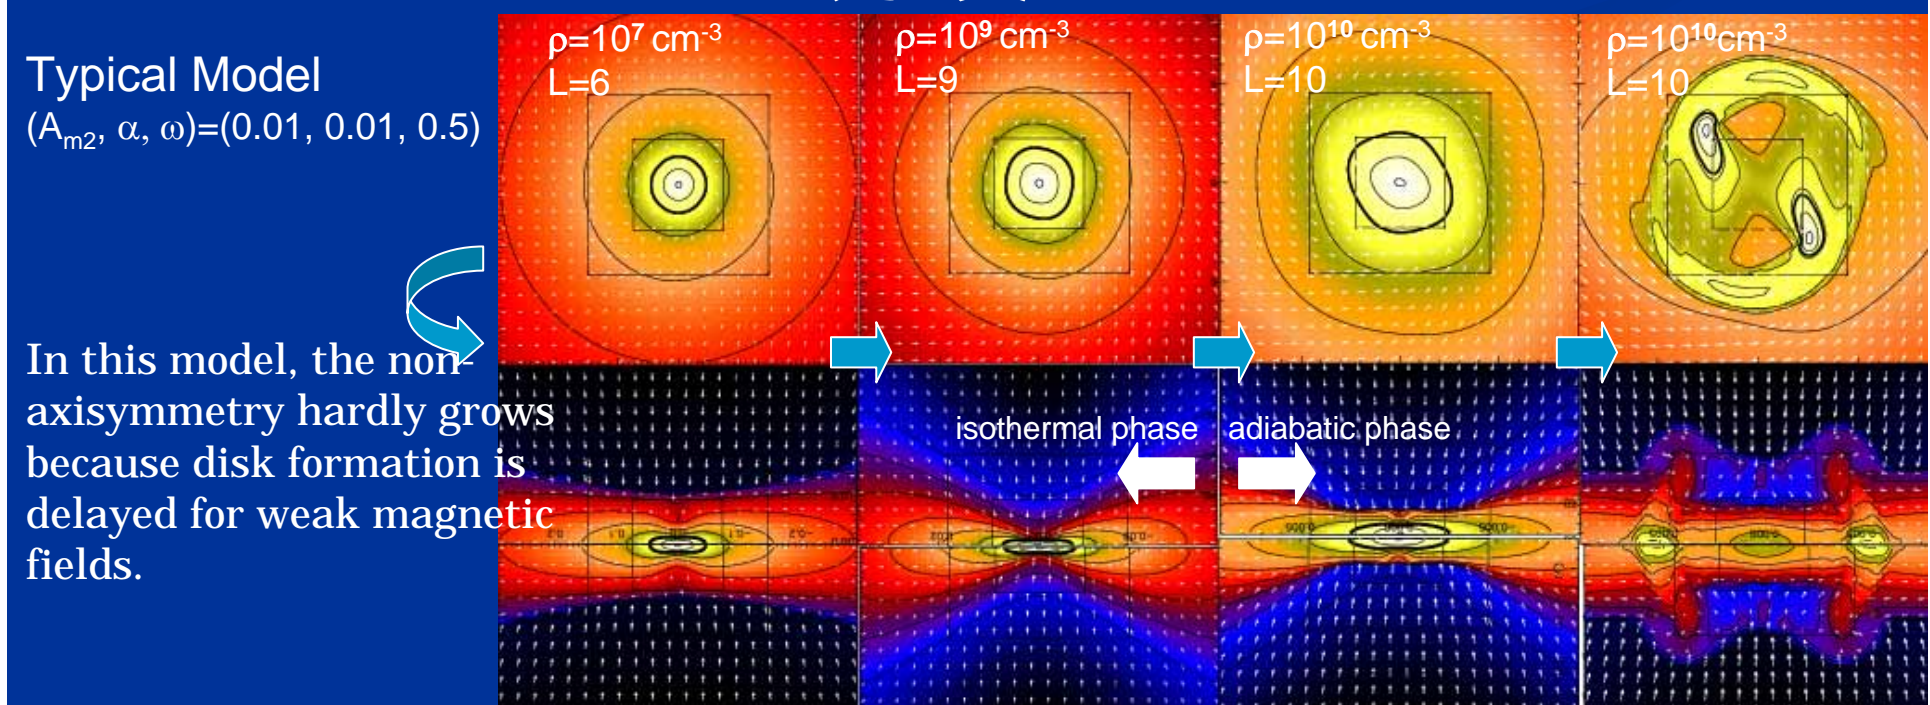 Typical Model
(Am2, α, ω)=(0.01, 0.01, 0.5)
In this model, the non-
axisymmetry hardly grows
because disk formation is
delayed for weak magnetic
fields.
ρ=10⁷ cm⁻³
L=6
ρ=10⁹ cm⁻³
L=9
ρ=10¹⁰ cm⁻³
L=10
ρ=10¹⁰cm⁻³
L=10
isothermal phase
adiabatic phase